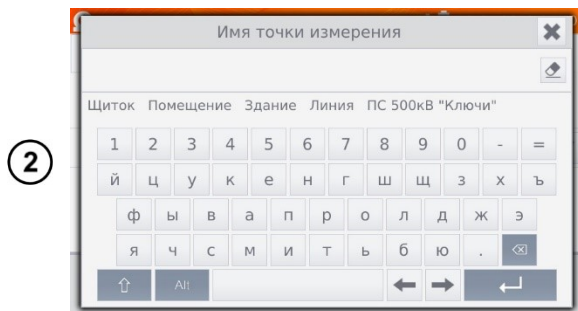 Имя точки измерения
Щиток Помещение Здание Линия ПС 500кВ "Ключи"
1 2 3 4 5 6 7 8 9 0 - =
й ц у к е н г ш щ з х ъ
2
ф ы в а п р о л д ж э
я ч с м и т ь б ю .
Alt